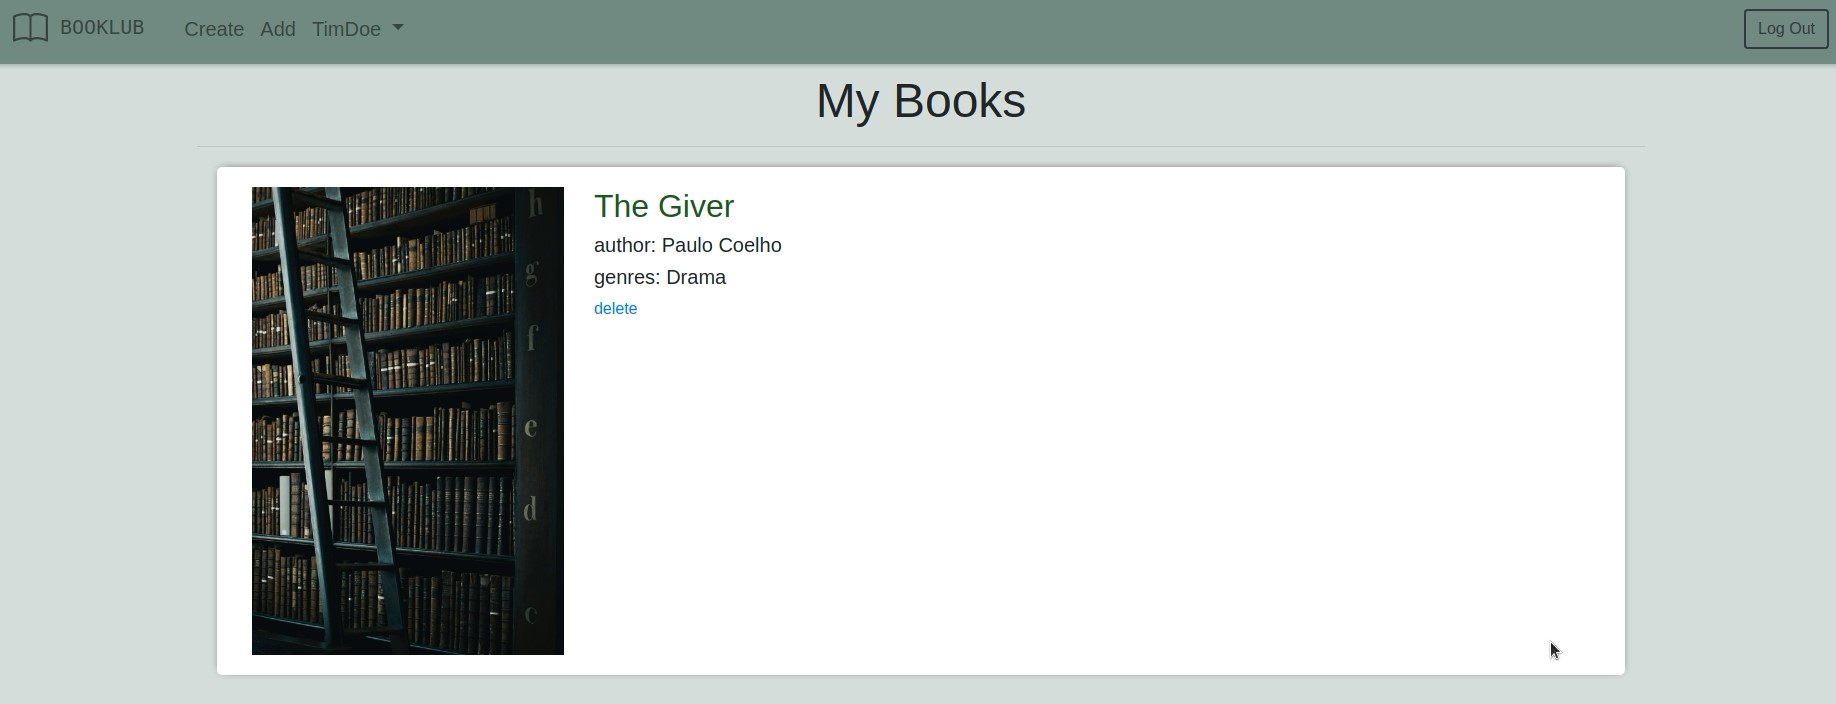 BOOKLUB Create Add TimDoe Log Out
My Books
The Giver
author: Paulo Coelho
genres: Drama
delete
h
g
f
e
d
c